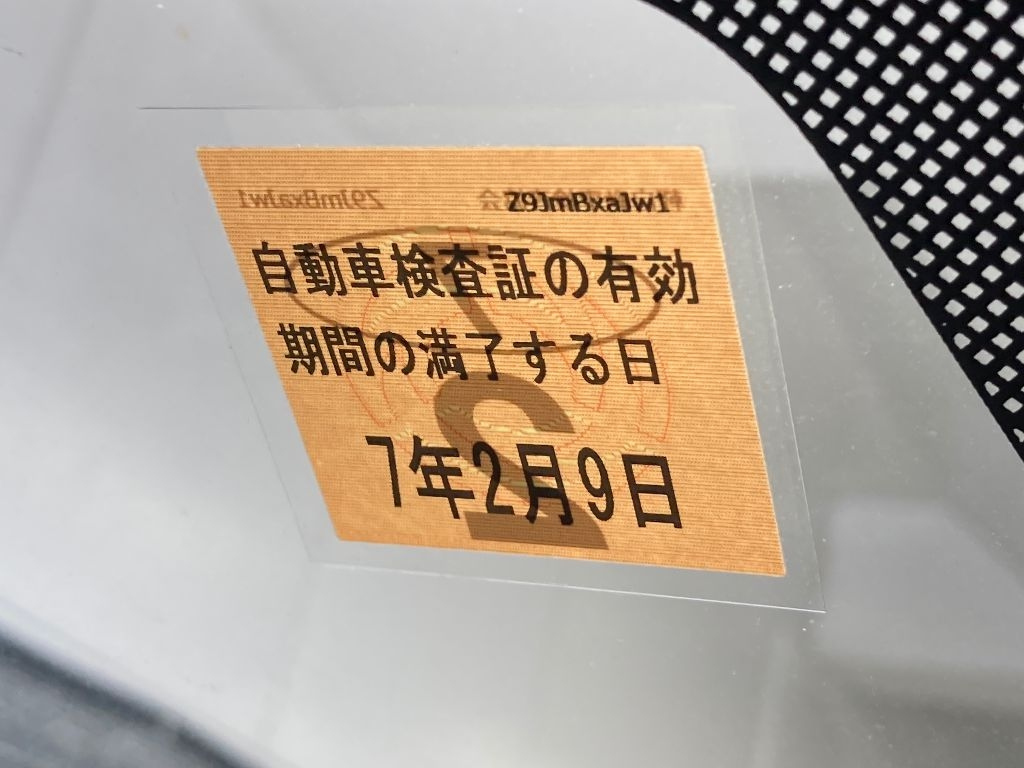 Z9JmBxaJw1
自動車検査証の有効
期間の満了する日
7年2月9日